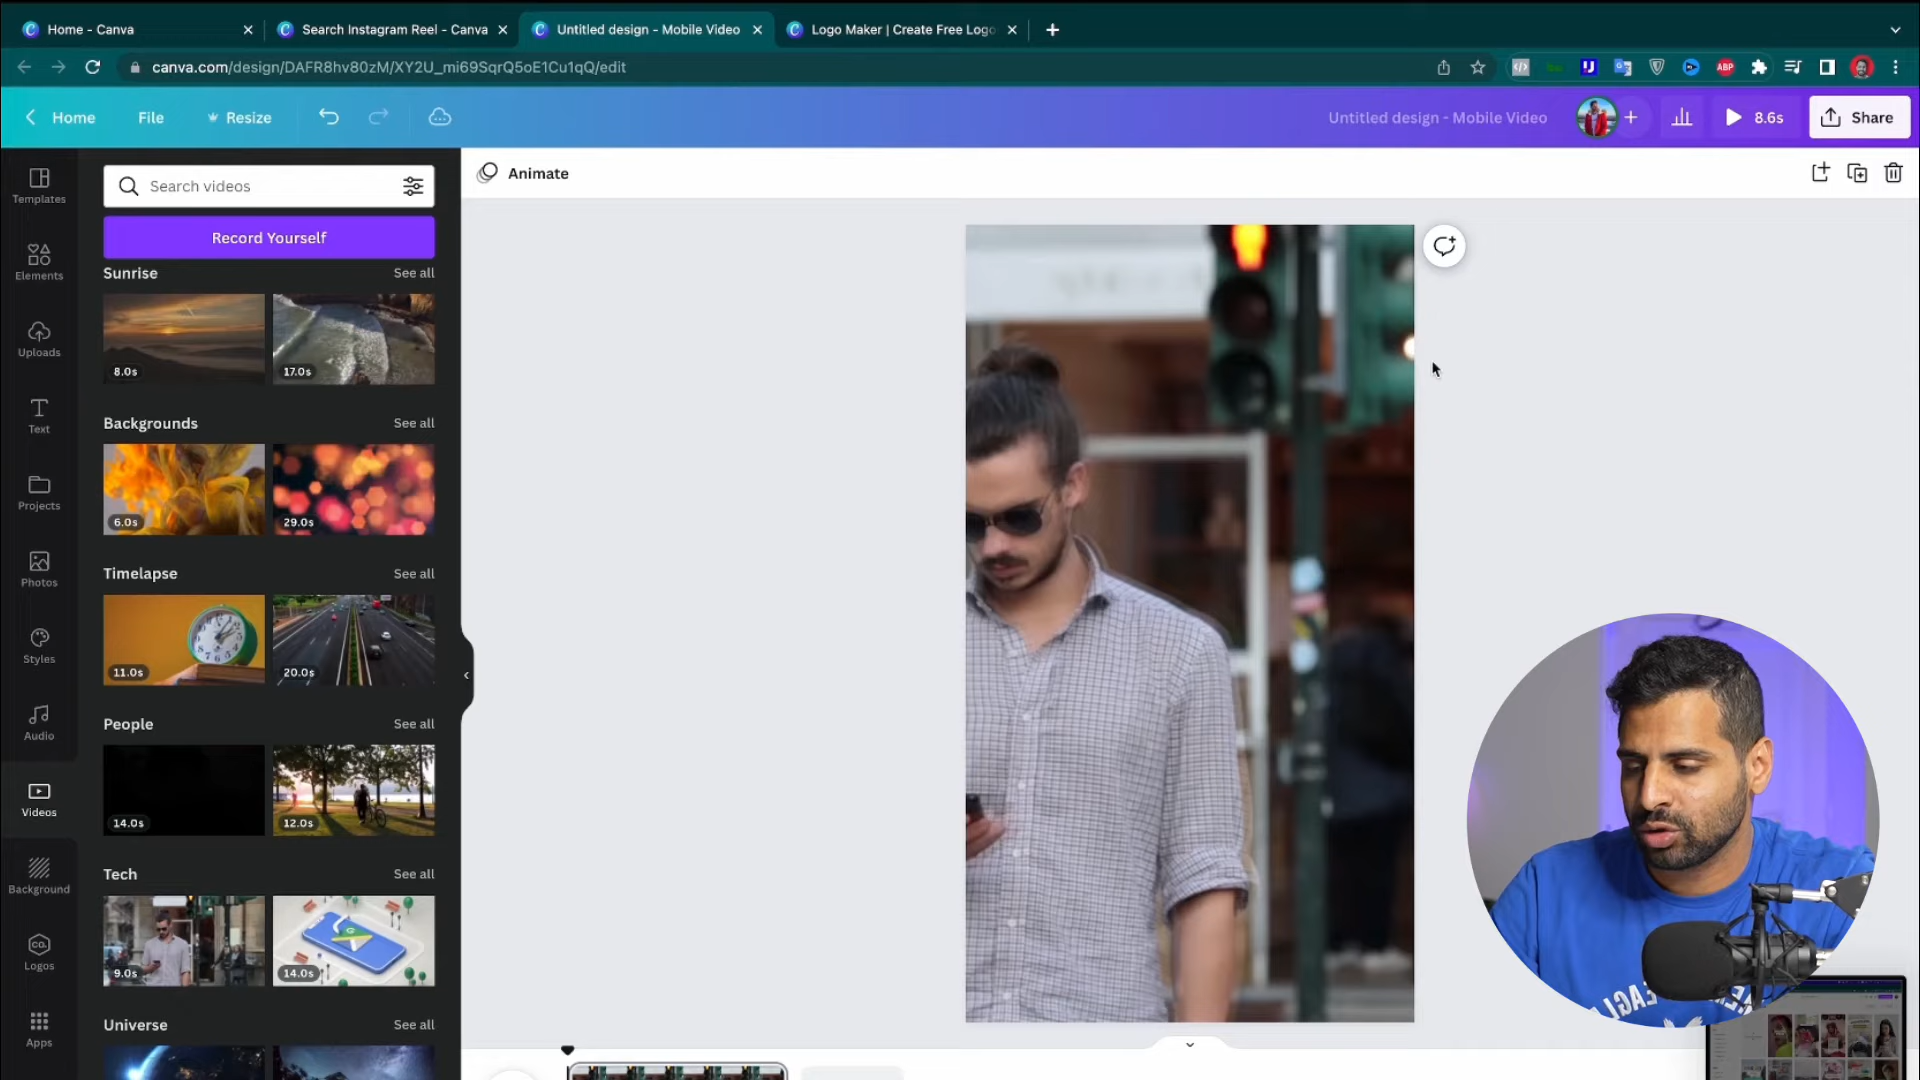 Home - Canva
Search Instagram Reel - Canva
Untitled design - Mobile Video
Logo Maker | Create Free Logo
canva.com/design/DAFR8hv80zM/XY2U_mi69SqrQ5oE1Cu1qQ/edit
ABP
Home
File
Resize
Untitled design - Mobile Video
8.6s
Share
Templates
Elements
Uploads
Text
Projects
Photos
Styles
Audio
Videos
Background
CO.
Logos
Apps
Search videos
Record Yourself
Sunrise
See all
8.0s
17.0s
Backgrounds
See all
6.0s
29.0s
Timelapse
See all
11.0s
20.0s
People
See all
14.0s
12.0s
Tech
See all
9.0s
14.0s
Universe
See all
Animate